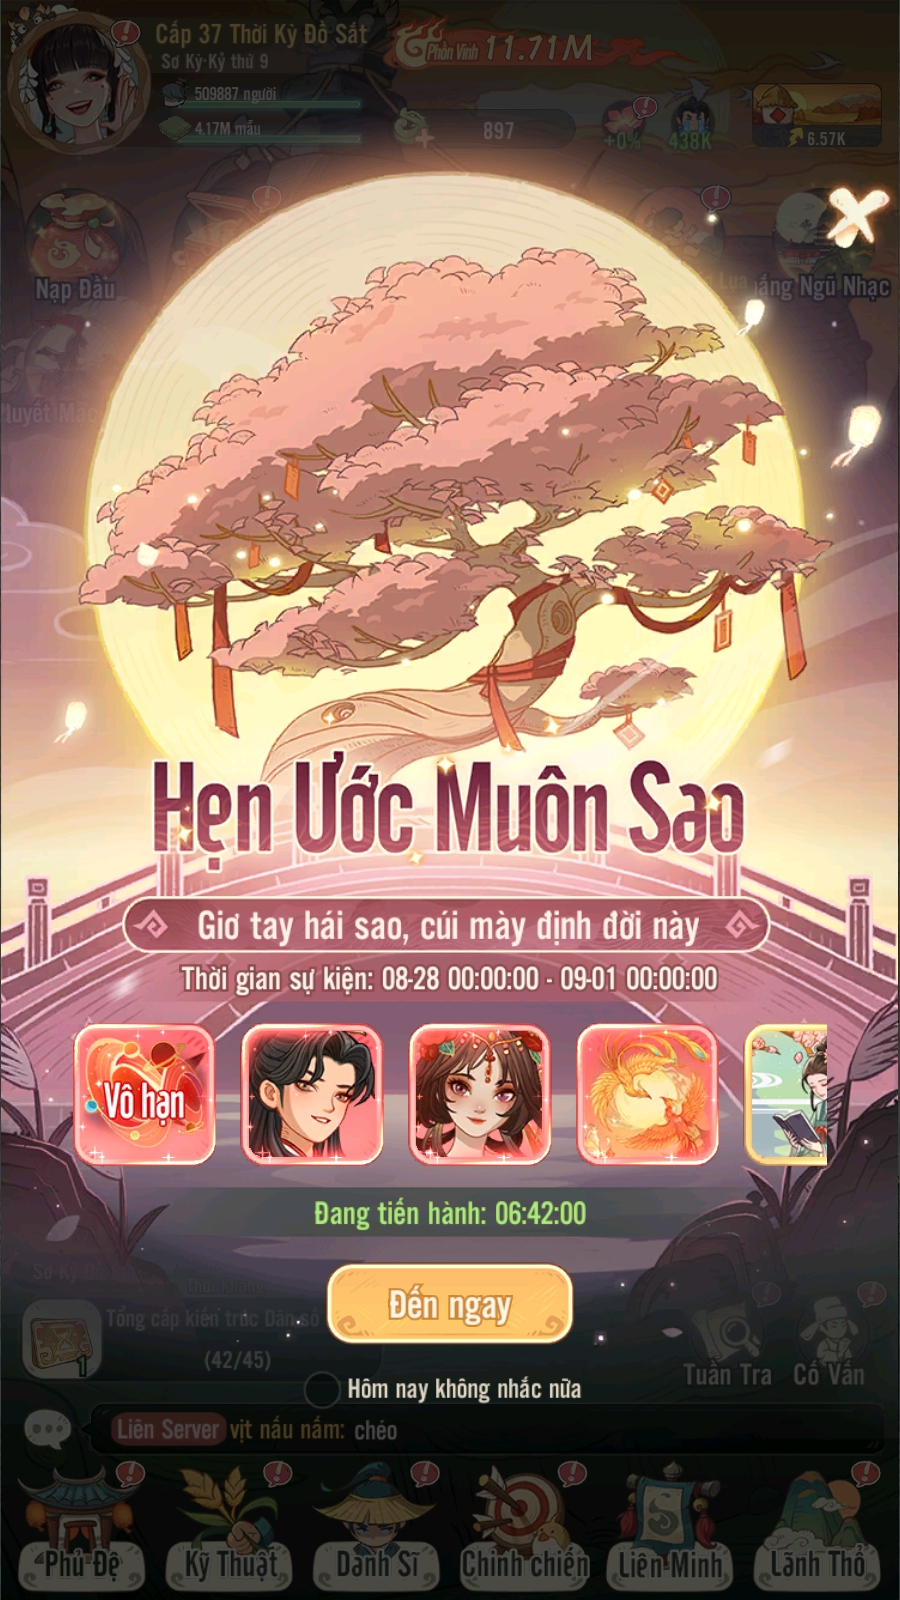 Cấp 37 Thời Kỳ Đồ Sắt
Sơ Kỳ·Kỷ thứ 9
Phồn Vinh 11.71M
509887 người
4.17M mẫu
897
+0%
438K
6.57K
Nạp Đầu
Lụa
ắng Ngũ Nhạc
Hẹn Ước Muôn Sao
Giơ tay hái sao, cúi mày định đời này
Thời gian sự kiện: 08-28 00:00:00 - 09-01 00:00:00
Vô hạn
Đang tiến hành: 06:42:00
Đến ngay
Tổng cấp kiến trúc Dân số
(42/45)
1
Tuần Tra
Cố Vấn
Hôm nay không nhắc nữa
Liên Server vịt nấu nấm: chéo
Phủ Đệ
Kỹ Thuật
Danh Sĩ
Chinh chiến
Liên Minh
Lãnh Thổ